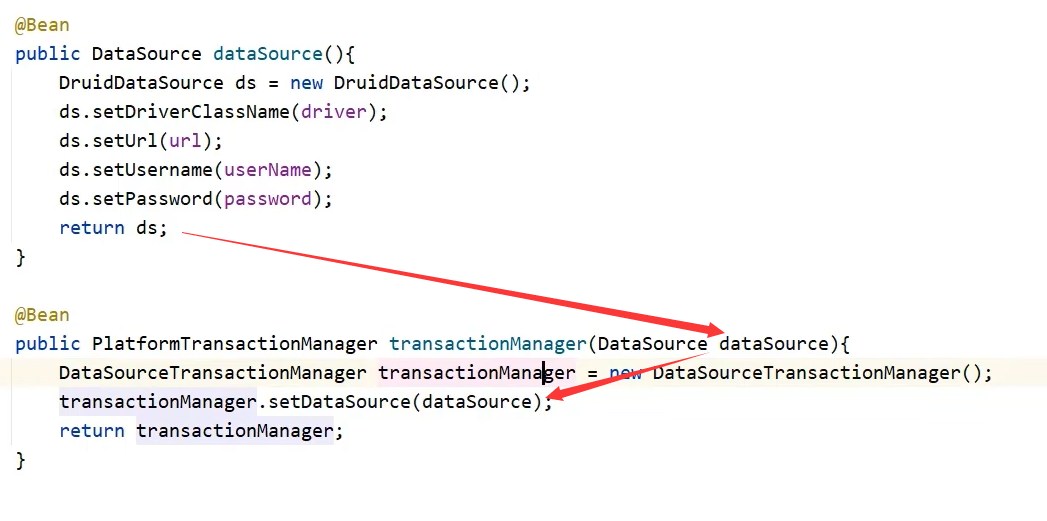 @Bean
public DataSource dataSource(){
    DruidDataSource ds = new DruidDataSource();
    ds.setDriverClassName(driver);
    ds.setUrl(url);
    ds.setUsername(userName);
    ds.setPassword(password);
    return ds;
}
@Bean
public PlatformTransactionManager transactionManager(DataSource dataSource){
    DataSourceTransactionManager transactionManager = new DataSourceTransactionManager();
    transactionManager.setDataSource(dataSource);
    return transactionManager;
}